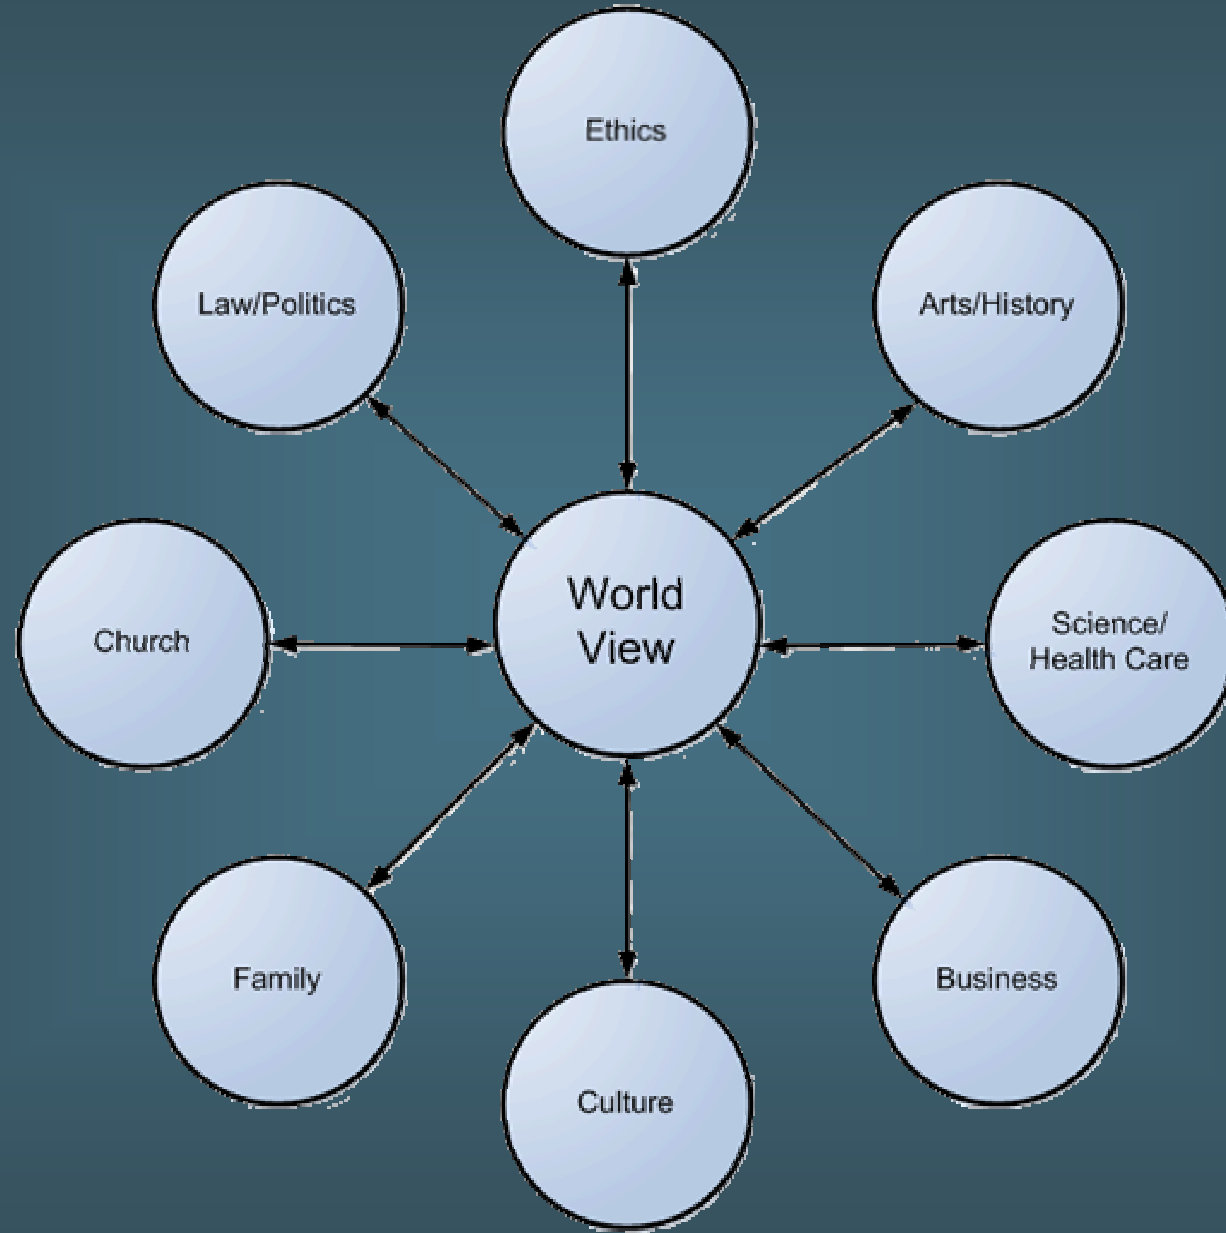 Ethics
Law/Politics
Arts/History
World
View
Church
Science/
Health Care
Family
Business
Culture